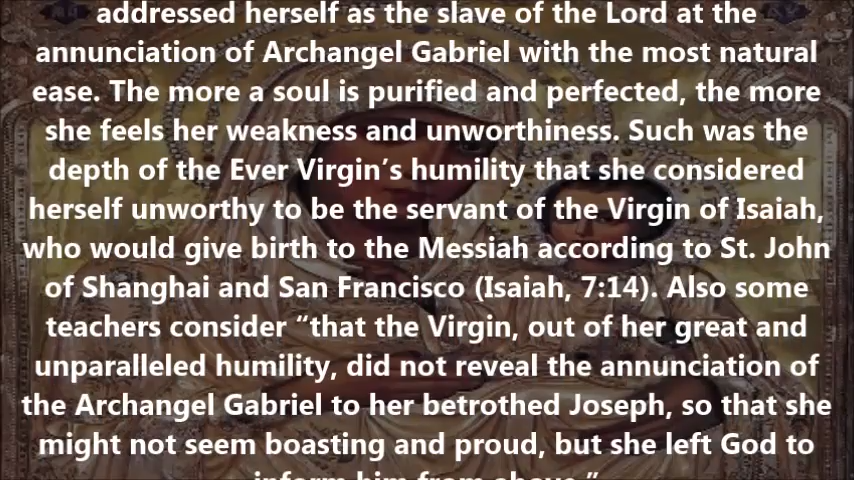 addressed herself as the slave of the Lord at the
annunciation of Archangel Gabriel with the most natural
ease. The more a soul is purified and perfected, the more
she feels her weakness and unworthiness. Such was the
depth of the Ever Virgin’s humility that she considered
herself unworthy to be the servant of the Virgin of Isaiah,
who would give birth to the Messiah according to St. John
of Shanghai and San Francisco (Isaiah, 7:14). Also some
teachers consider “that the Virgin, out of her great and
unparalleled humility, did not reveal the annunciation of
the Archangel Gabriel to her betrothed Joseph, so that she
might not seem boasting and proud, but she left God to
inform him from above.”